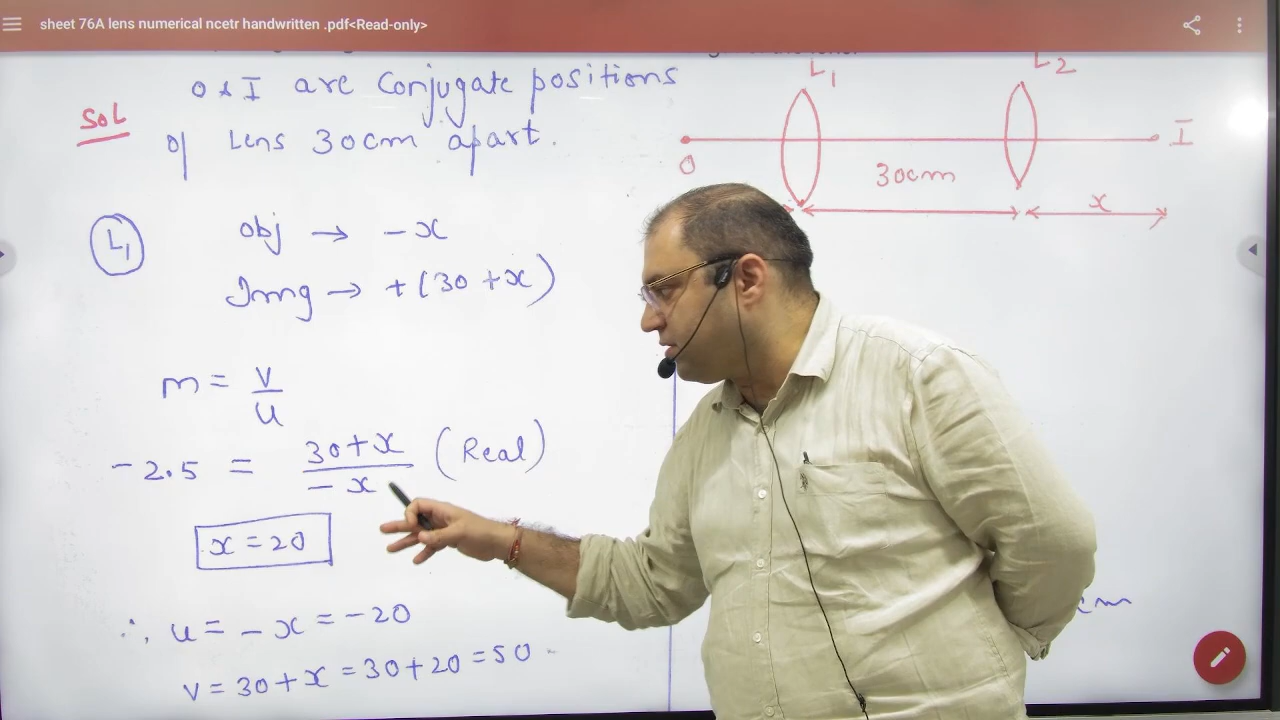 sheet 76A lens numerical ncetr handwritten .pdf<Read-only>
O & I are Conjugate positions
of Lens 30cm apart.
Sol
L1
obj → -x
Img → +(30+x)
m = v/u
-2.5 = 30+x/-x (Real)
x = 20
∴ u = -x = -20
v = 30+x = 30+20 = 50
L1
L2
O
I
30cm
x
cm